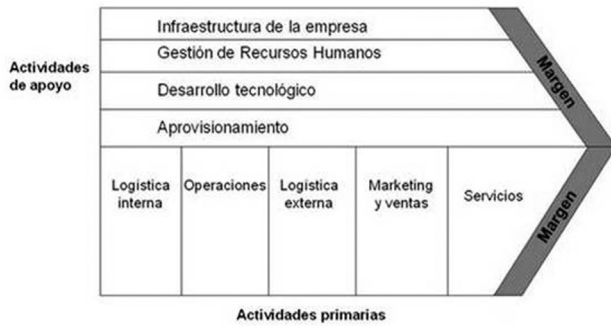 Infraestructura de la empresa
Gestión de Recursos Humanos
Actividades
de apoyo
Desarrollo tecnológico
Aprovisionamiento
Margen
Logística
interna
Operaciones
Logística
externa
Marketing
y ventas
Servicios
Margen
Actividades primarias